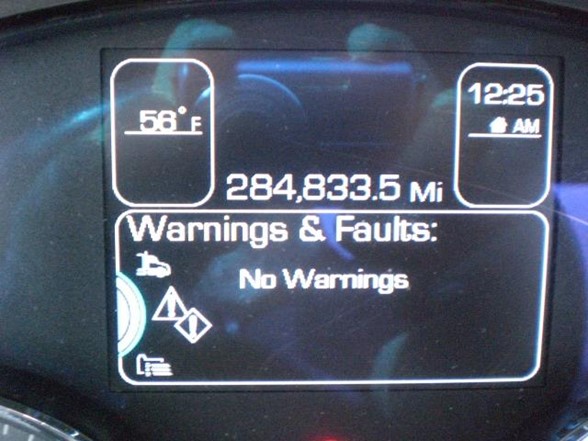 56° F
12:25
AM
284,833.5 Mi
Warnings & Faults:
No Warnings